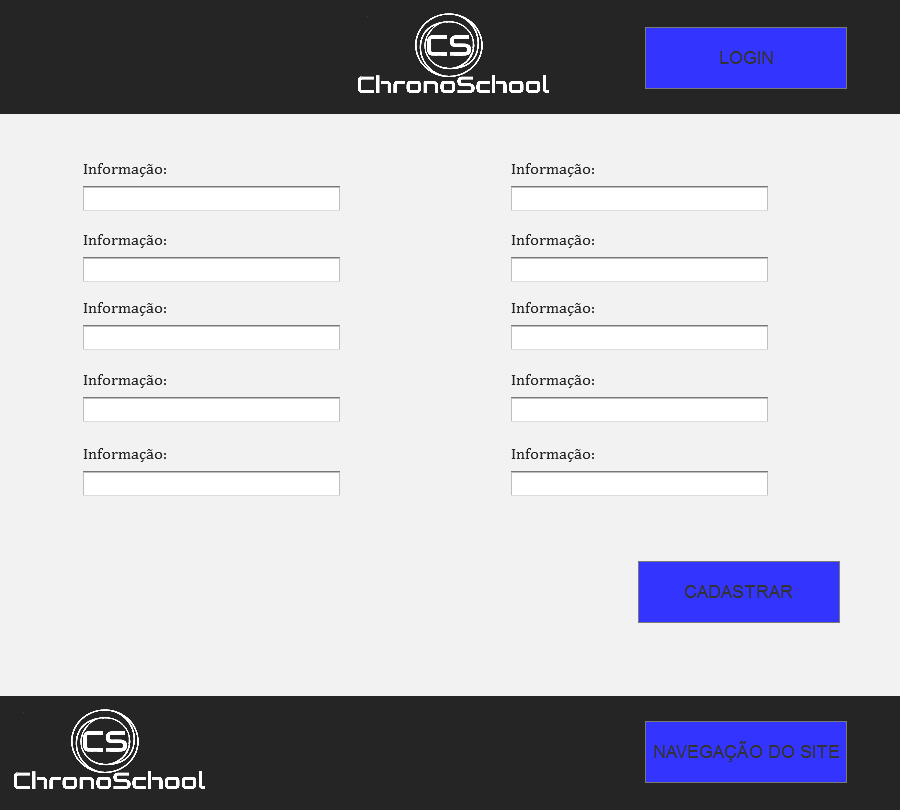 CS
ChronoSchool
LOGIN
Informação:
Informação:
Informação:
Informação:
Informação:
Informação:
Informação:
Informação:
Informação:
Informação:
CADASTRAR
CS
ChronoSchool
NAVEGAÇÃO DO SITE